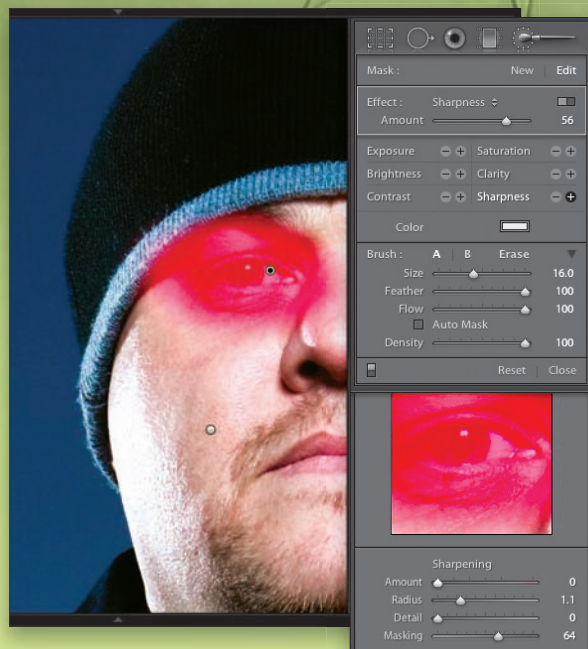 Mask : New Edit
Effect : Sharpness
Amount 56
Exposure Saturation
Brightness Clarity
Contrast Sharpness
Color
Brush : A B Erase
Size 16.0
Feather 100
Flow 100
Auto Mask
Density 100
Reset Close
Sharpening
Amount 0
Radius 1.1
Detail 0
Masking 64